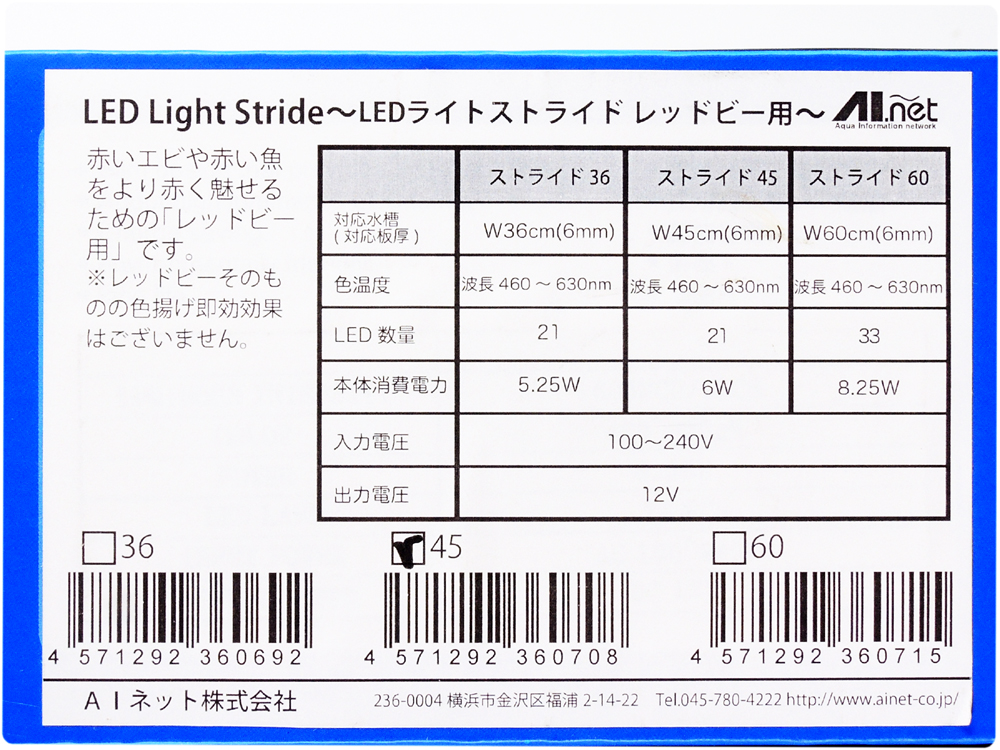 LED Light Stride～LEDライトストライド レッドビー用～ AI.net
Aqua Information network
赤いエビや赤い魚
をより赤く魅せる
ための「レッドビー
用」です。
※レッドビーそのも
のの色揚げ即効効果
はございません。
ストライド 36 ストライド 45 ストライド 60
対応水槽
(対応板厚) W36cm(6mm) W45cm(6mm) W60cm(6mm)
色温度 波長 460 ～ 630nm 波長 460 ～ 630nm 波長 460 ～ 630nm
LED 数量 21 21 33
本体消費電力 5.25W 6W 8.25W
入力電圧 100～240V
出力電圧 12V
36 45 60
4 571292 360692 4 571292 360708 4 571292 360715
ＡＩネット株式会社 236-0004 横浜市金沢区福浦 2-14-22 Tel.045-780-4222 http://www.ainet-co.jp/